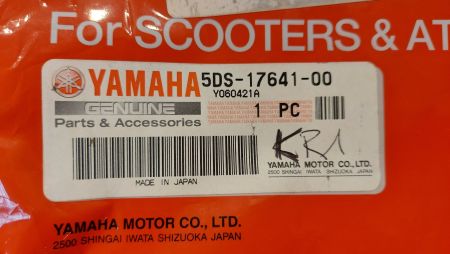 For SCOOTERS & AT
YAMAHA 5DS-17641-00
Y060421A
GENUINE
Parts & Accessories
1 PC
KR1
YAMAHA MOTOR CO., LTD.
2500 SHINGAI IWATA SHIZUOKA, JAPAN
MADE IN JAPAN
YAMAHA MOTOR CO., LTD.
2500 SHINGAI IWATA SHIZUOKA JAPAN